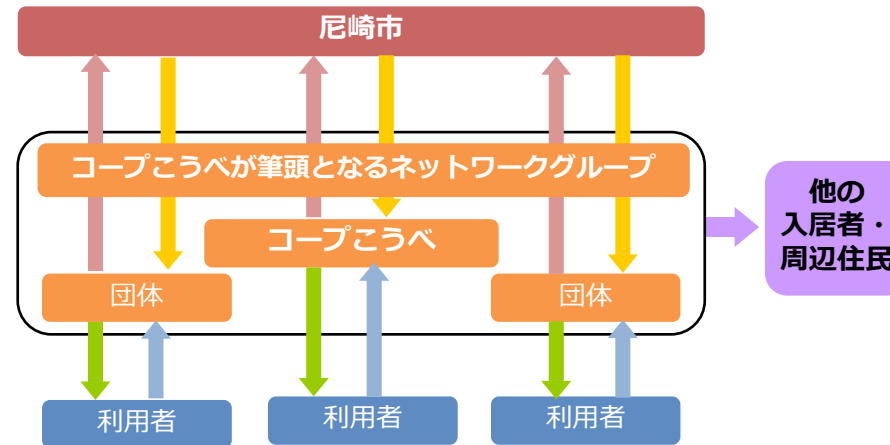 尼崎市
コープこうべが筆頭となるネットワークグループ
コープこうべ
団体
団体
他の
入居者・
周辺住民
利用者
利用者
利用者